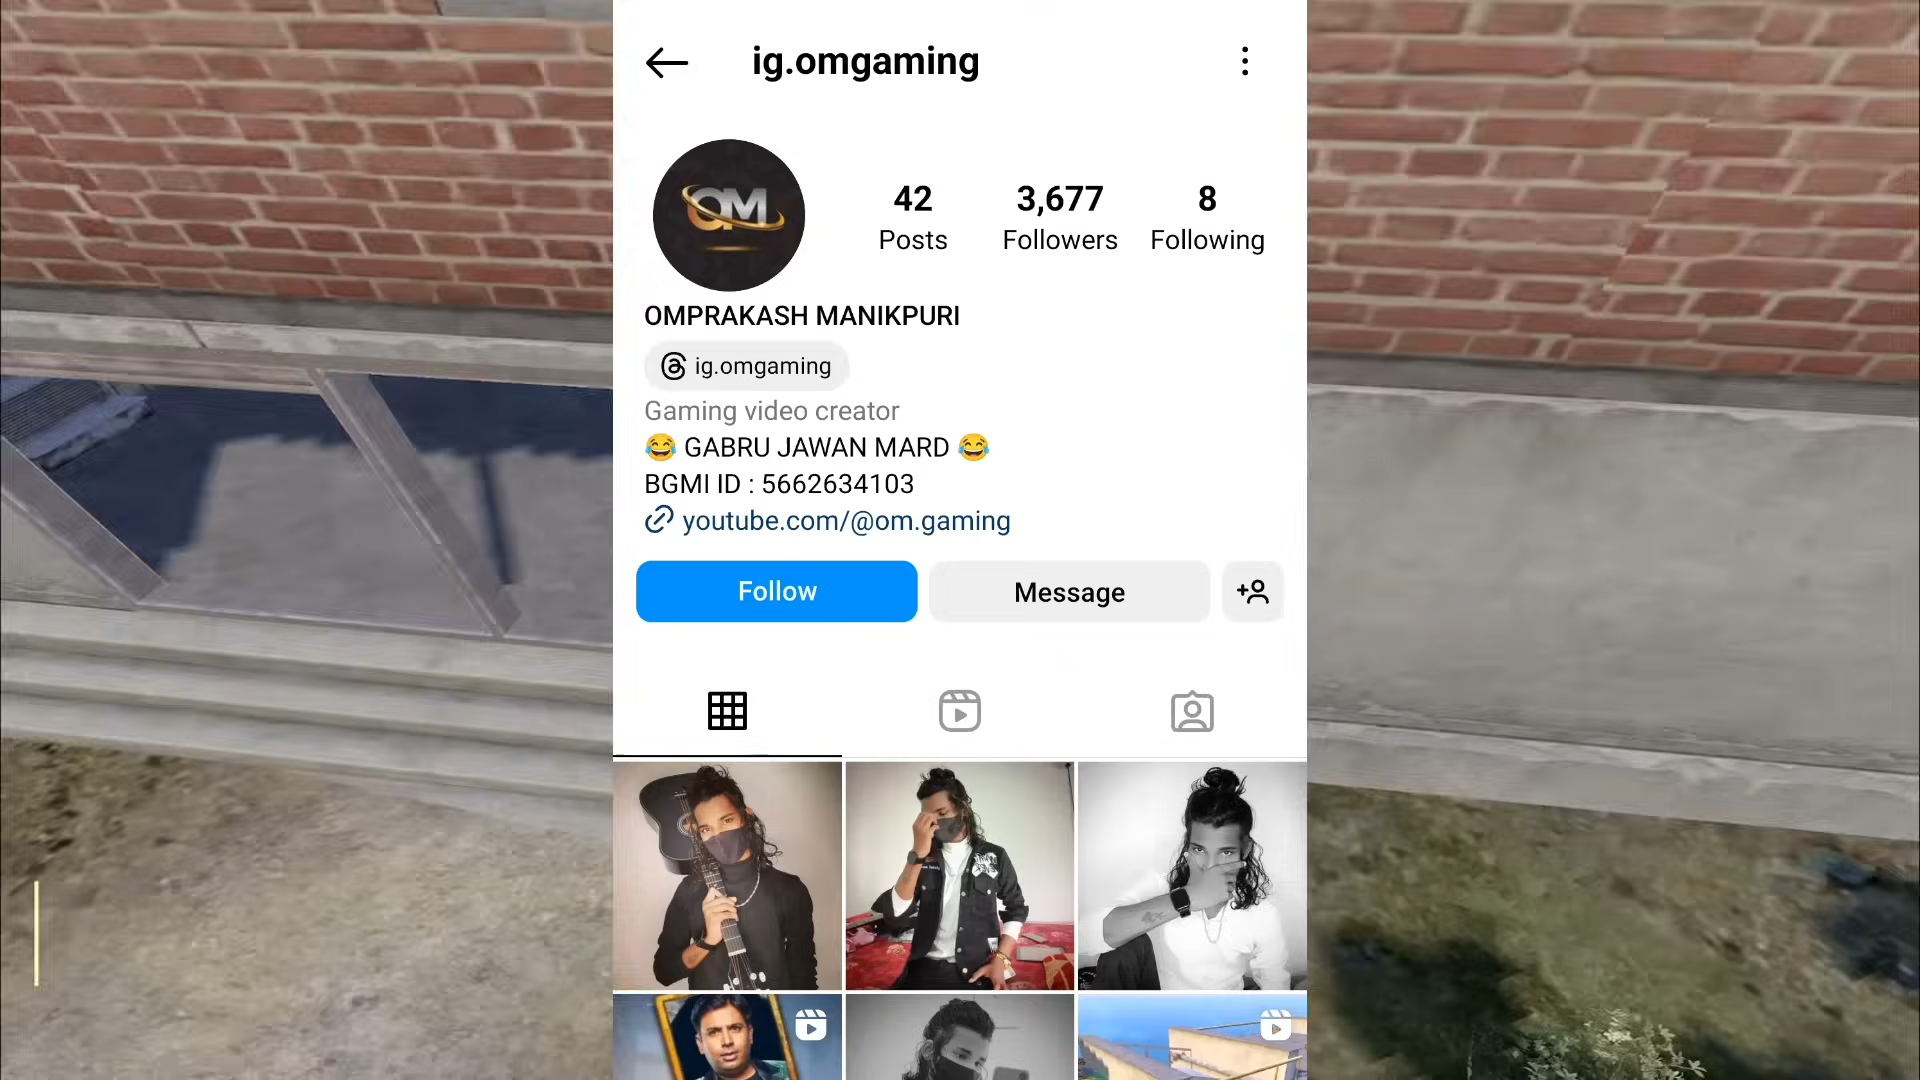 ig.omgaming
OM
42
Posts
3,677
Followers
8
Following
OMPRAKASH MANIKPURI
ig.omgaming
Gaming video creator
😂 GABRU JAWAN MARD 😂
BGMI ID : 5662634103
youtube.com/@om.gaming
Follow
Message